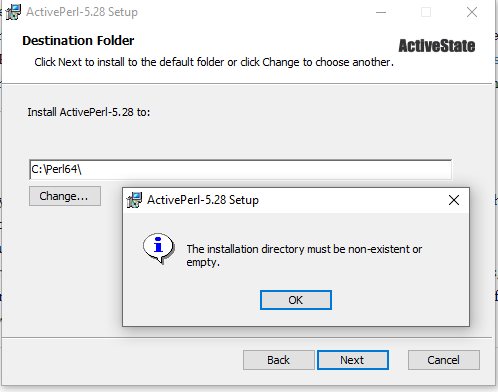 ActivePerl-5.28 Setup
Destination Folder
Click Next to install to the default folder or click Change to choose another.
ActiveState
Install ActivePerl-5.28 to:
C:\Perl64\
Change...
ActivePerl-5.28 Setup
The installation directory must be non-existent or
empty.
OK
Back
Next
Cancel